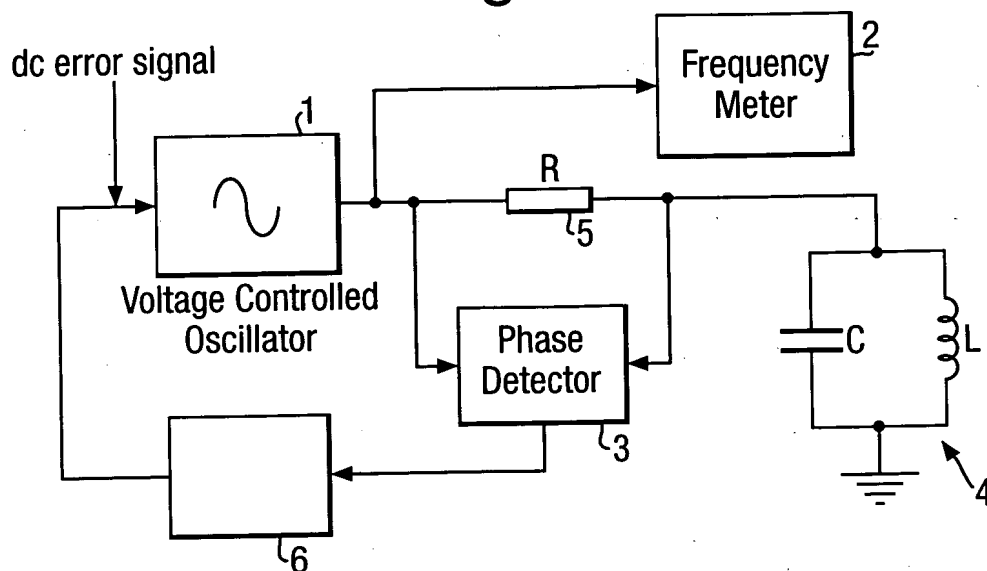 dc error signal
1
Frequency
Meter
2
R
5
Voltage Controlled
Oscillator
Phase
Detector
3
C
L
4
6